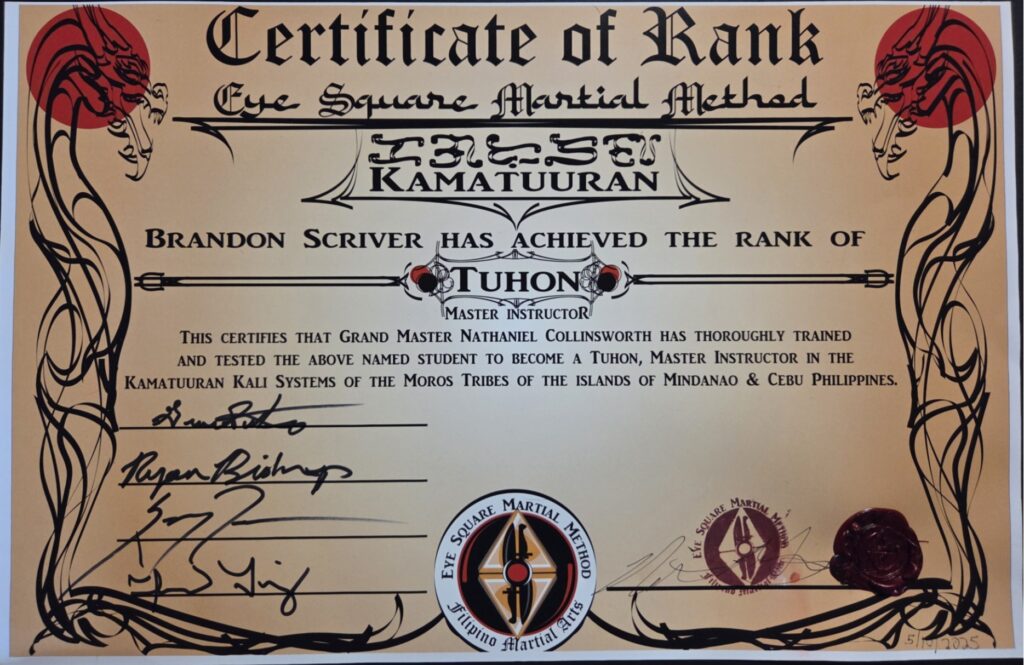 Certificate of Rank
Eye Square Martial Method
KAMATUURAN
BRANDON SCRIVER HAS ACHIEVED THE RANK OF
TUHON
MASTER INSTRUCTOR
THIS CERTIFIES THAT GRAND MASTER NATHANIEL COLLINSWORTH HAS THOROUGHLY TRAINED
AND TESTED THE ABOVE NAMED STUDENT TO BECOME A TUHON, MASTER INSTRUCTOR IN THE
KAMATUURAN KALI SYSTEMS OF THE MOROS TRIBES OF THE ISLANDS OF MINDANAO & CEBU PHILIPPINES.
Ryan Bishop
EYE SQUARE MARTIAL METHOD
Filipino Martial Arts
EYE SQUARE MARTIAL METHOD
Filipino Martial Arts
5/10/2025